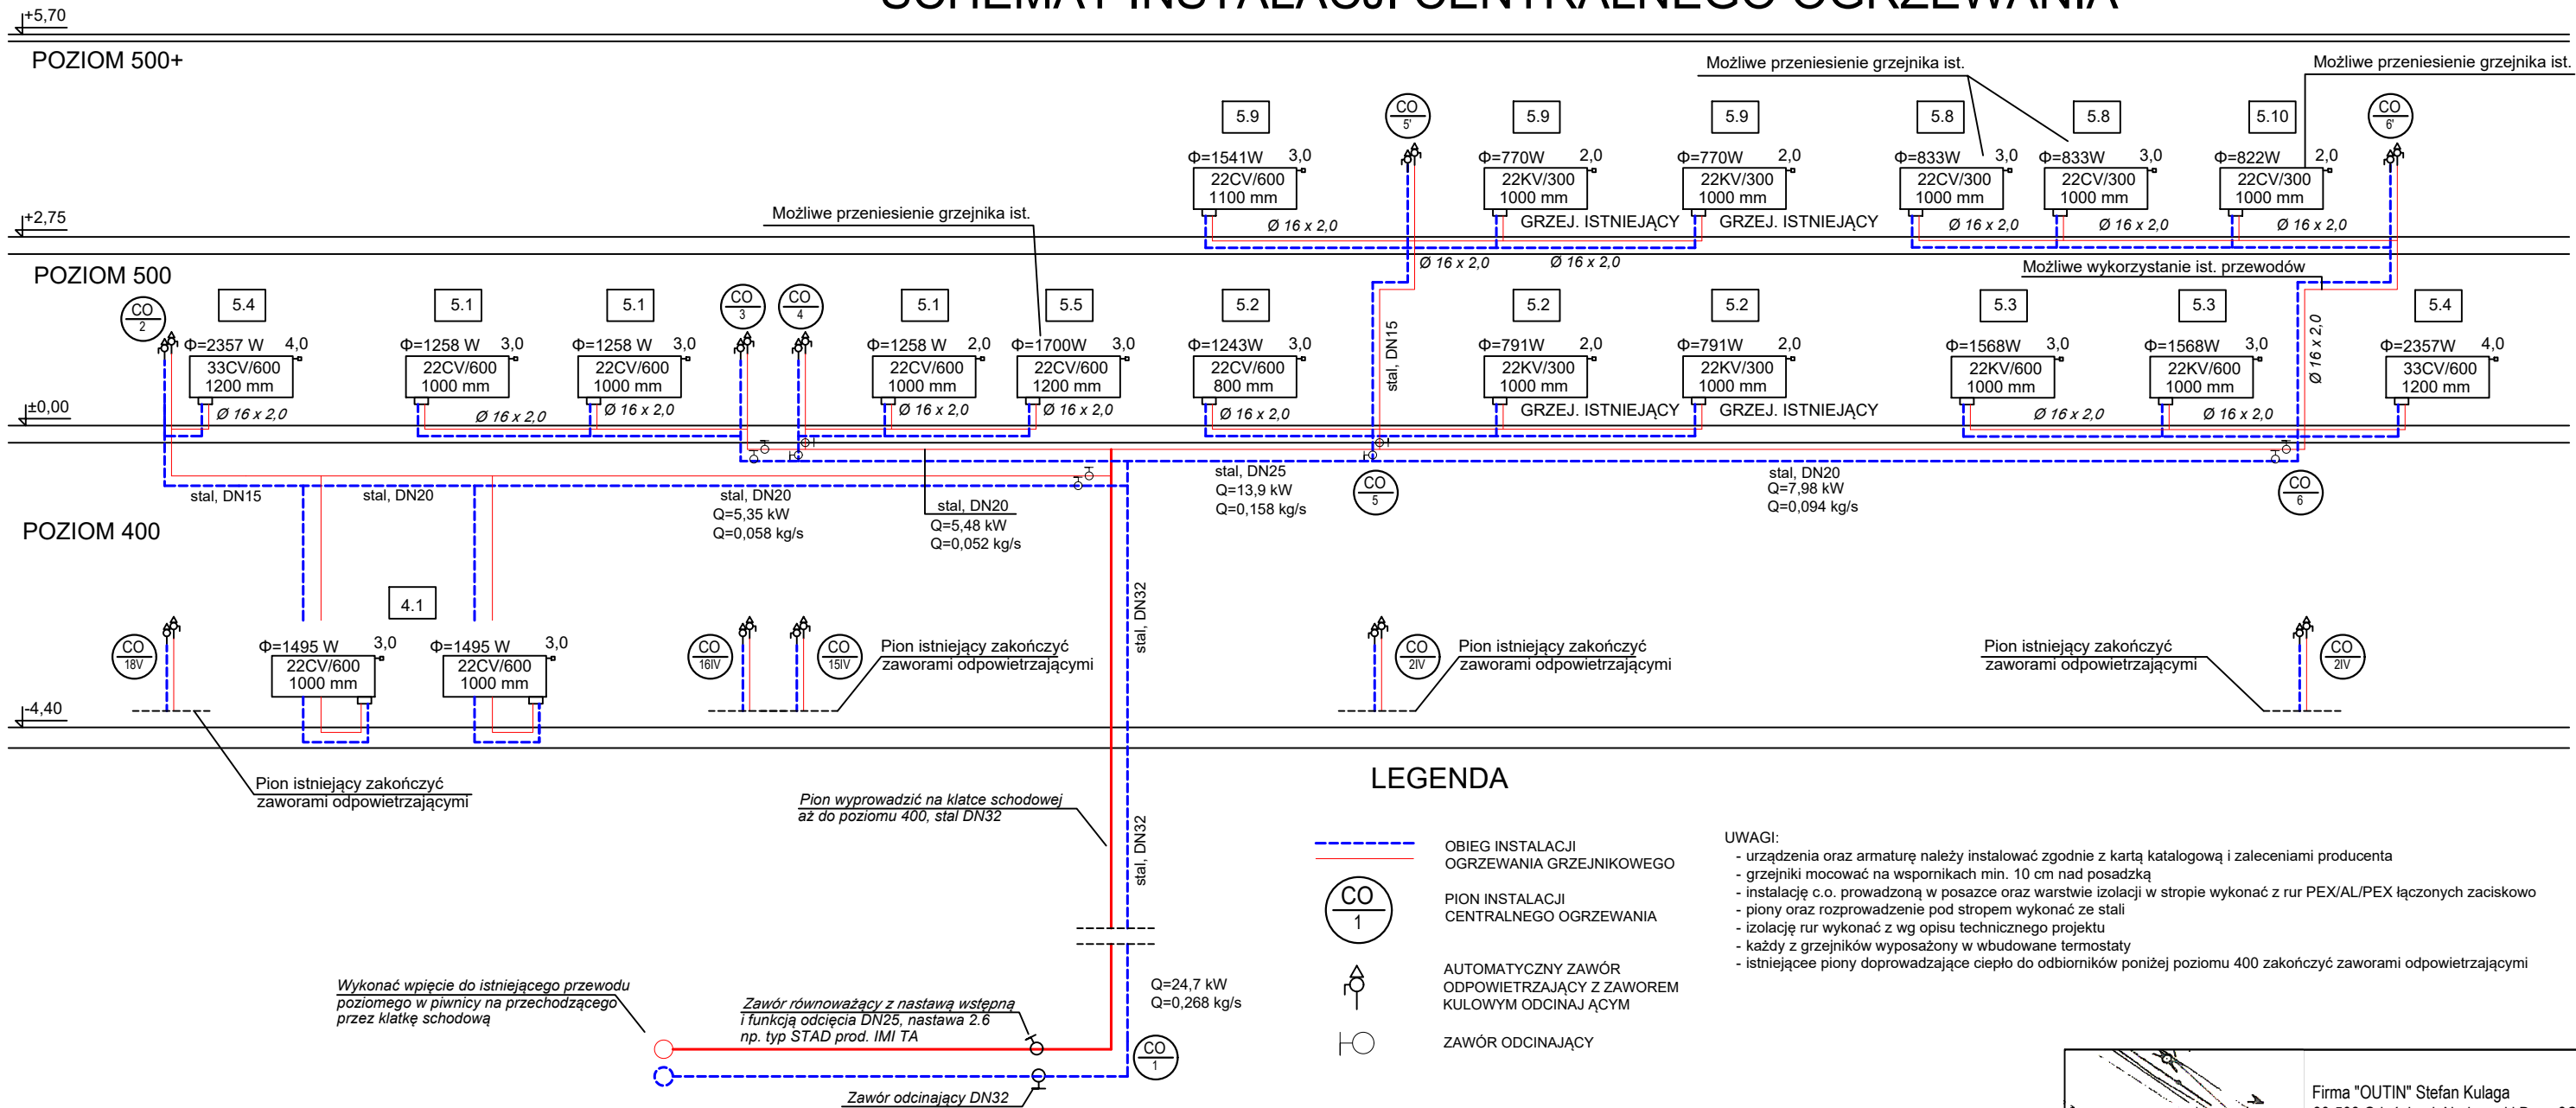 SCHEMAT INSTALACJI CENTRALNEGO OGRZEWANIA
+5,70
POZIOM 500+
Możliwe przeniesienie grzejnika ist.
Możliwe przeniesienie grzejnika ist.
5.9
CO
5'
5.9
5.9
5.8
5.8
5.10
CO
6'
Φ=1541W 3,0
22CV/600
1100 mm
Φ=770W 2,0
22KV/300
1000 mm
Φ=770W 2,0
22KV/300
1000 mm
Φ=833W 3,0
22CV/300
1000 mm
Φ=833W 3,0
22CV/300
1000 mm
Φ=822W 2,0
22CV/300
1000 mm
+2,75
Możliwe przeniesienie grzejnika ist.
Ø 16 x 2,0
GRZEJ. ISTNIEJĄCY
GRZEJ. ISTNIEJĄCY
Ø 16 x 2,0
Ø 16 x 2,0
Ø 16 x 2,0
Ø 16 x 2,0
Ø 16 x 2,0
POZIOM 500
Możliwe wykorzystanie ist. przewodów
CO
2
5.4
5.1
5.1
CO
3
CO
4
5.1
5.5
5.2
5.2
5.2
5.3
5.3
5.4
stal, DN15
Ø 16 x 2,0
Φ=2357 W 4,0
33CV/600
1200 mm
Φ=1258 W 3,0
22CV/600
1000 mm
Φ=1258 W 3,0
22CV/600
1000 mm
Φ=1258 W 2,0
22CV/600
1000 mm
Φ=1700W 3,0
22CV/600
1200 mm
Φ=1243W 3,0
22CV/600
800 mm
Φ=791W 2,0
22KV/300
1000 mm
Φ=791W 2,0
22KV/300
1000 mm
Φ=1568W 3,0
22KV/600
1000 mm
Φ=1568W 3,0
22KV/600
1000 mm
Φ=2357W 4,0
33CV/600
1200 mm
±0,00
Ø 16 x 2,0
Ø 16 x 2,0
Ø 16 x 2,0
Ø 16 x 2,0
Ø 16 x 2,0
Ø 16 x 2,0
GRZEJ. ISTNIEJĄCY
GRZEJ. ISTNIEJĄCY
Ø 16 x 2,0
Ø 16 x 2,0
stal, DN15
stal, DN20
stal, DN20
Q=5,35 kW
Q=0,058 kg/s
stal, DN20
Q=5,48 kW
Q=0,052 kg/s
stal, DN25
Q=13,9 kW
Q=0,158 kg/s
CO
5
stal, DN20
Q=7,98 kW
Q=0,094 kg/s
CO
6
POZIOM 400
stal, DN32
4.1
CO
18V
Φ=1495 W 3,0
22CV/600
1000 mm
Φ=1495 W 3,0
22CV/600
1000 mm
CO
16IV
CO
15IV
Pion istniejący zakończyć
zaworami odpowietrzającymi
CO
2IV
Pion istniejący zakończyć
zaworami odpowietrzającymi
Pion istniejący zakończyć
zaworami odpowietrzającymi
CO
2IV
-4,40
Pion istniejący zakończyć
zaworami odpowietrzającymi
Pion wyprowadzić na klatce schodowej
aż do poziomu 400, stal DN32
stal, DN32
LEGENDA
OBIEG INSTALACJI
OGRZEWANIA GRZEJNIKOWEGO
CO
1
PION INSTALACJI
CENTRALNEGO OGRZEWANIA
AUTOMATYCZNY ZAWÓR
ODPOWIETRZAJĄCY Z ZAWOREM
KULOWYM ODCINAJ ĄCYM
ZAWÓR ODCINAJĄCY
UWAGI:
- urządzenia oraz armaturę należy instalować zgodnie z kartą katalogową i zaleceniami producenta
- grzejniki mocować na wspornikach min. 10 cm nad posadzką
- instalację c.o. prowadzoną w posazce oraz warstwie izolacji w stropie wykonać z rur PEX/AL/PEX łączonych zaciskowo
- piony oraz rozprowadzenie pod stropem wykonać ze stali
- izolację rur wykonać z wg opisu technicznego projektu
- każdy z grzejników wyposażony w wbudowane termostaty
- istniejącee piony doprowadzające ciepło do odbiorników poniżej poziomu 400 zakończyć zaworami odpowietrzającymi
Wykonać wpięcie do istniejącego przewodu
poziomego w piwnicy na przechodzącego
przez klatkę schodową
Zawór równoważący z nastawą wstępną
i funkcją odcięcia DN25, nastawa 2.6
np. typ STAD prod. IMI TA
Q=24,7 kW
Q=0,268 kg/s
CO
1
Zawór odcinający DN32
Firma "OUTIN" Stefan Kulaga